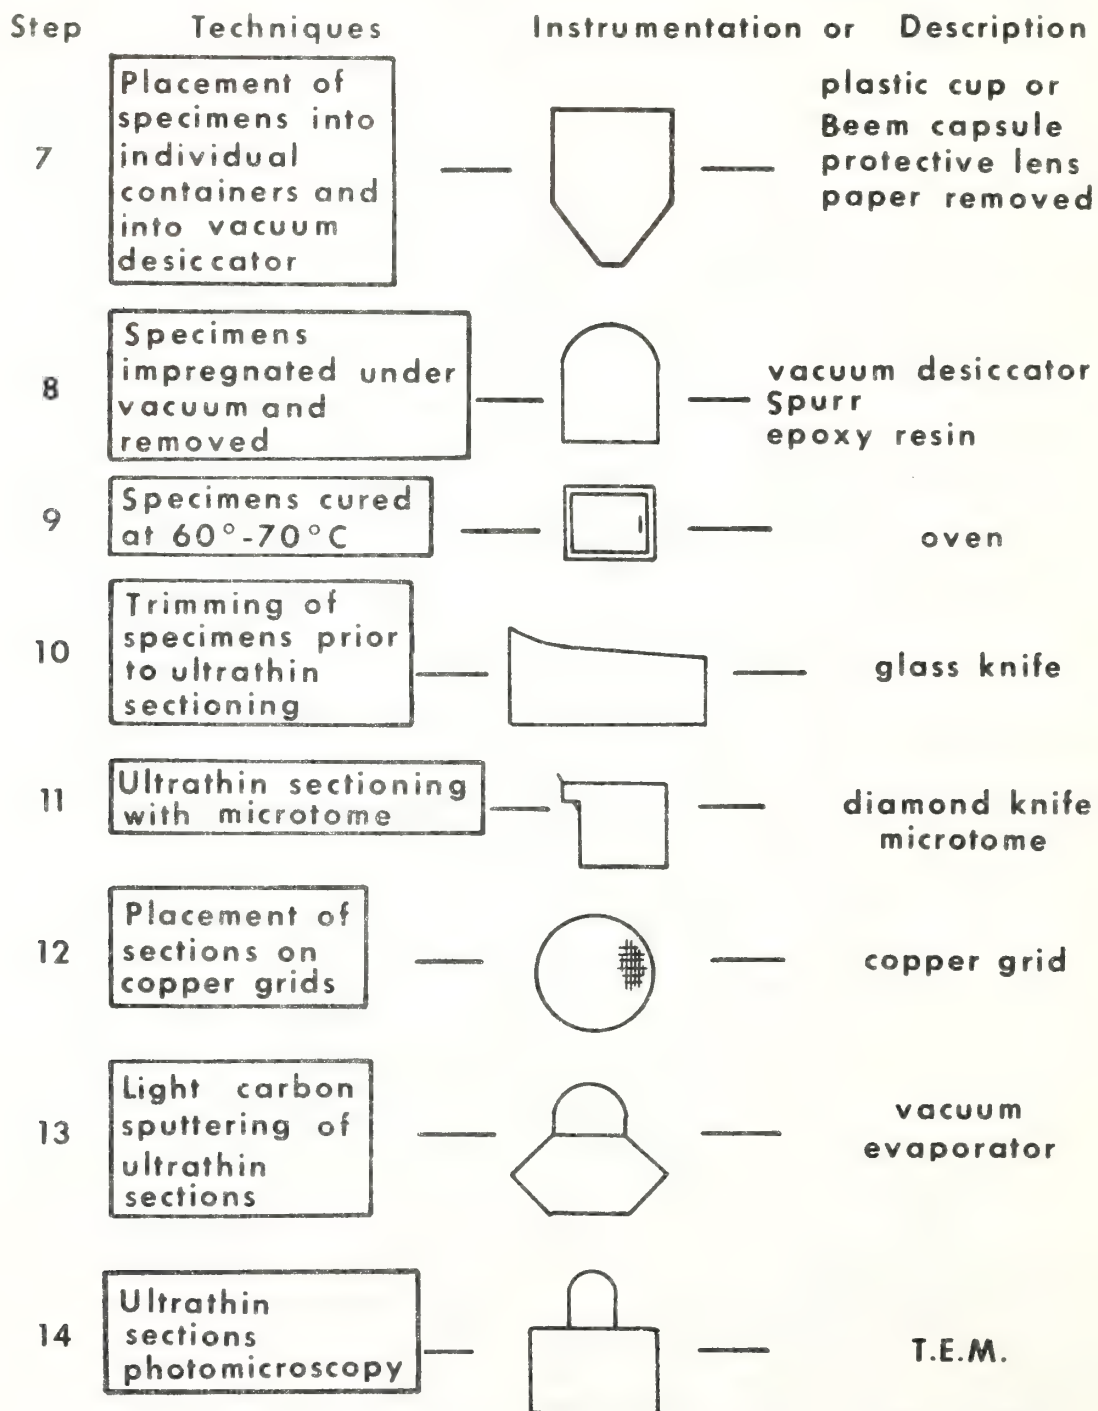 Step Techniques Instrumentation or Description
7
Placement of
specimens into
individual
containers and
into vacuum
desiccator
plastic cup or
Beem capsule
protective lens
paper removed
8
Specimens
impregnated under
vacuum and
removed
vacuum desiccator
Spurr
epoxy resin
9
Specimens cured
at 60°-70°C
oven
10
Trimming of
specimens prior
to ultrathin
sectioning
glass knife
11
Ultrathin sectioning
with microtome
diamond knife
microtome
12
Placement of
sections on
copper grids
copper grid
13
Light carbon
sputtering of
ultrathin
sections
vacuum
evaporator
14
Ultrathin
sections
photomicroscopy
T.E.M.